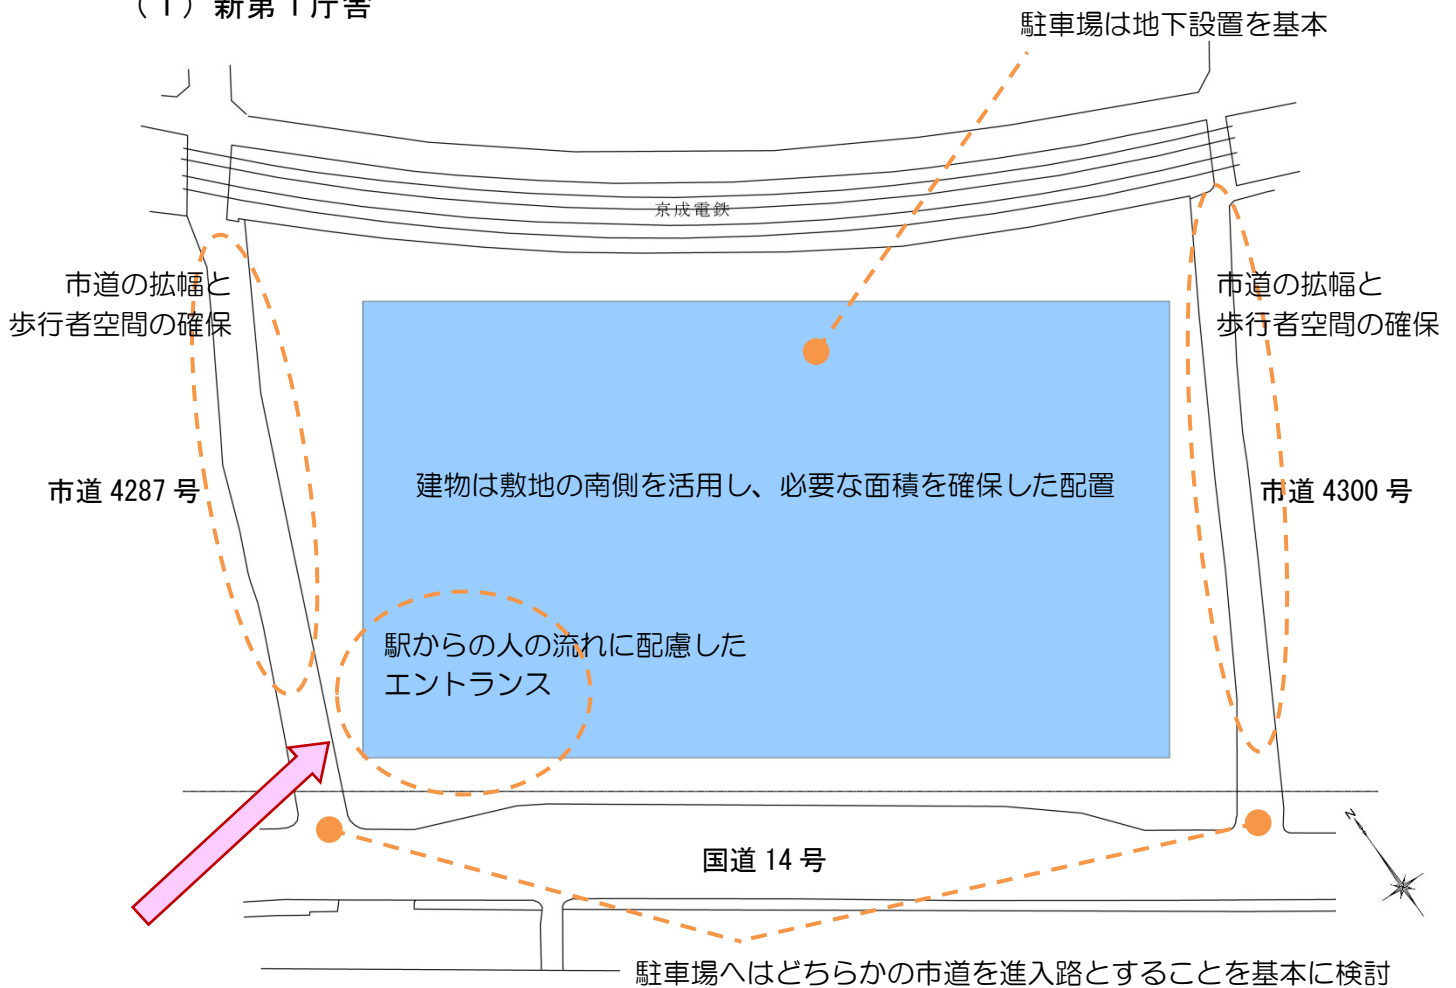 （１）新第１庁舎
駐車場は地下設置を基本
京成電鉄
市道の拡幅と
歩行者空間の確保
市道の拡幅と
歩行者空間の確保
市道 4287 号
建物は敷地の南側を活用し、必要な面積を確保した配置
市道 4300 号
駅からの人の流れに配慮した
エントランス
国道 14 号
N
駐車場へはどちらかの市道を進入路とすることを基本に検討